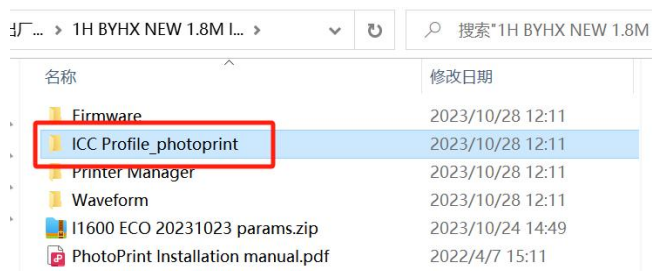 出厂... > 1H BYHX NEW 1.8M I... >
搜索"1H BYHX NEW 1.8M
名称 修改日期
Firmware 2023/10/28 12:11
ICC Profile_photoprint 2023/10/28 12:11
Printer Manager 2023/10/28 12:11
Waveform 2023/10/28 12:11
I1600 ECO 20231023 params.zip 2023/10/24 14:49
PhotoPrint Installation manual.pdf 2022/4/7 15:11